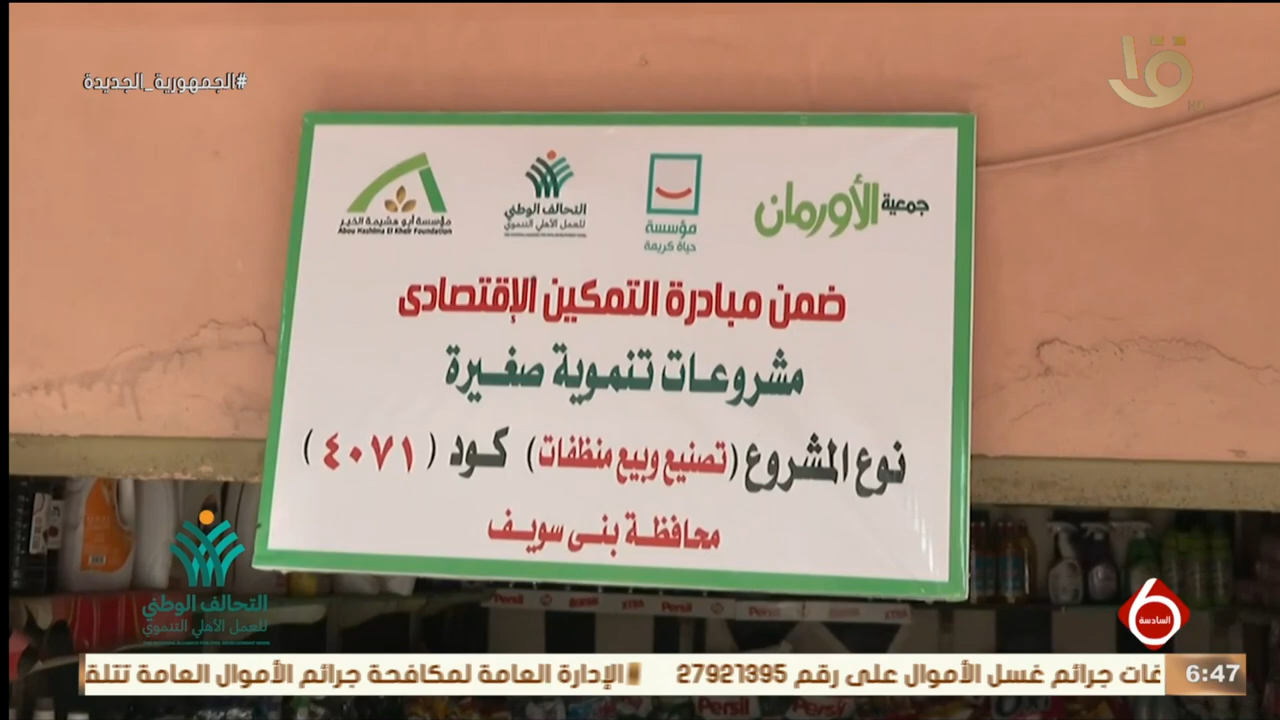 #الجمهورية_الجديدة
جمعية الأورمان
مؤسسة
حياة كريمة
التحالف الوطني
للعمل الأهلي التنموي
مؤسسة أبو هشيمة الخير
Abou Hashima El Kheir Foundation
ضمن مبادرة التمكين الإقتصادى
مشروعات تنموية صغيرة
نوع المشروع (تصنيع وبيع منظفات) كود (٤٠٧١)
محافظة بنى سويف
التحالف الوطني
للعمل الأهلي التنموي
Persil Persil
السادسة
6:47 فات جرائم غسل الأموال على رقم 27921395 الإدارة العامة لمكافحة جرائم الأموال العامة تتلق
Persil